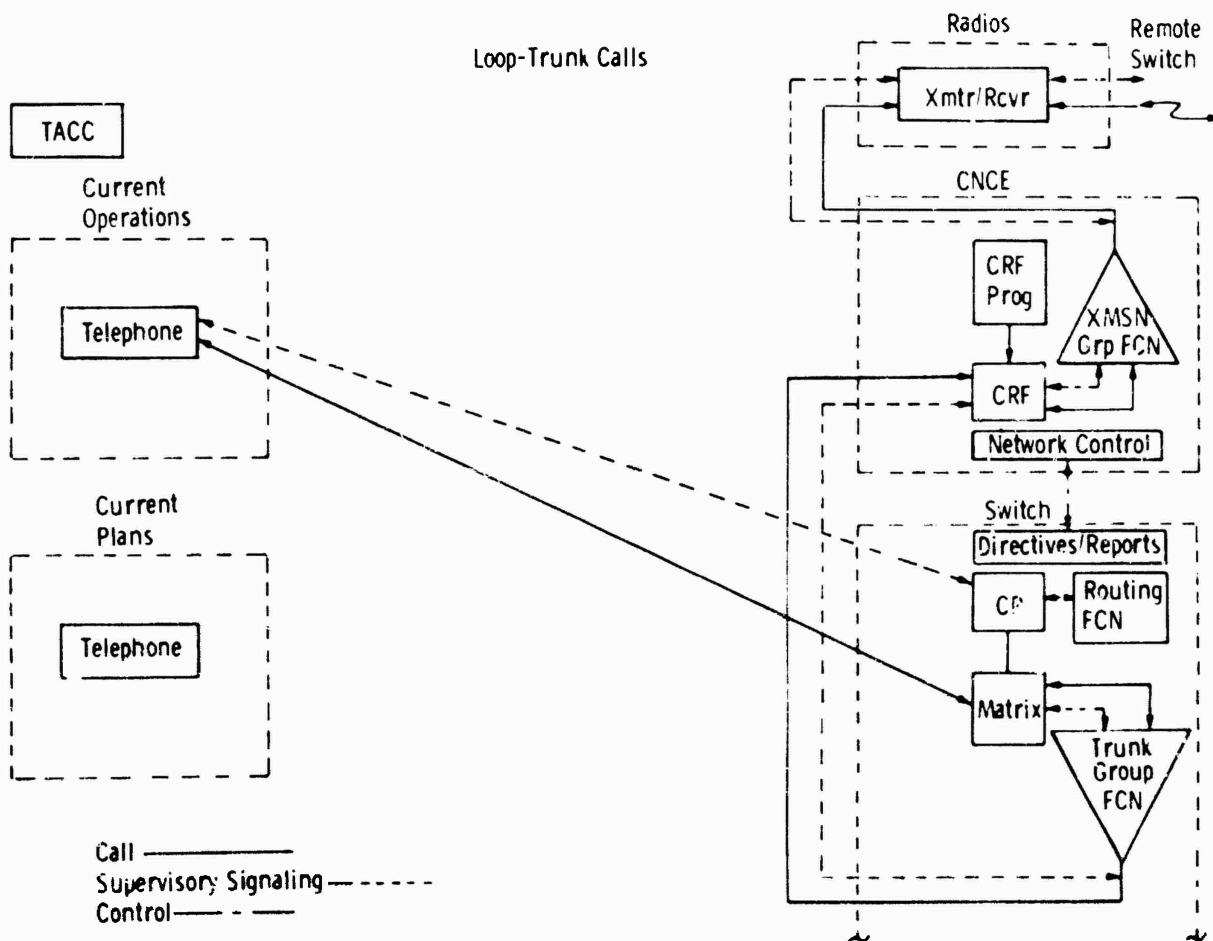 Loop-Trunk Calls
Radios
Remote
Switch
Xmtr/Rcvr
TACC
Current
Operations
CNCE
Telephone
CRF
Prog
XMSN
Grp FCN
CRF
Network Control
Current
Plans
Switch
Directives/Reports
CP
Routing
FCN
Telephone
Matrix
Trunk
Group
FCN
Call
Supervisory Signaling
Control